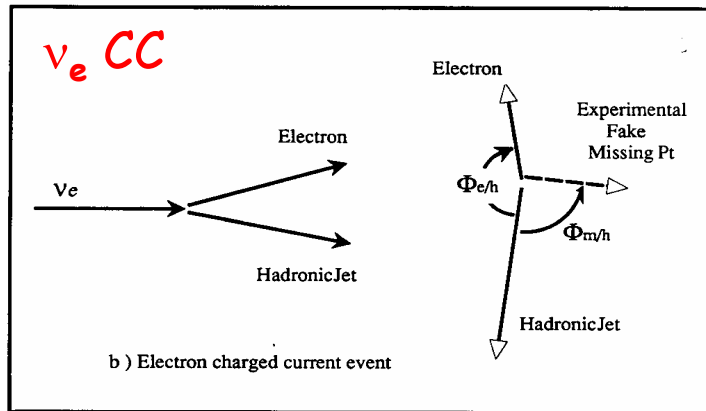 νe CC
Electron
νe
HadronicJet
b ) Electron charged current event
Electron
Experimental
Fake
Missing Pt
Φe/h
Φm/h
HadronicJet